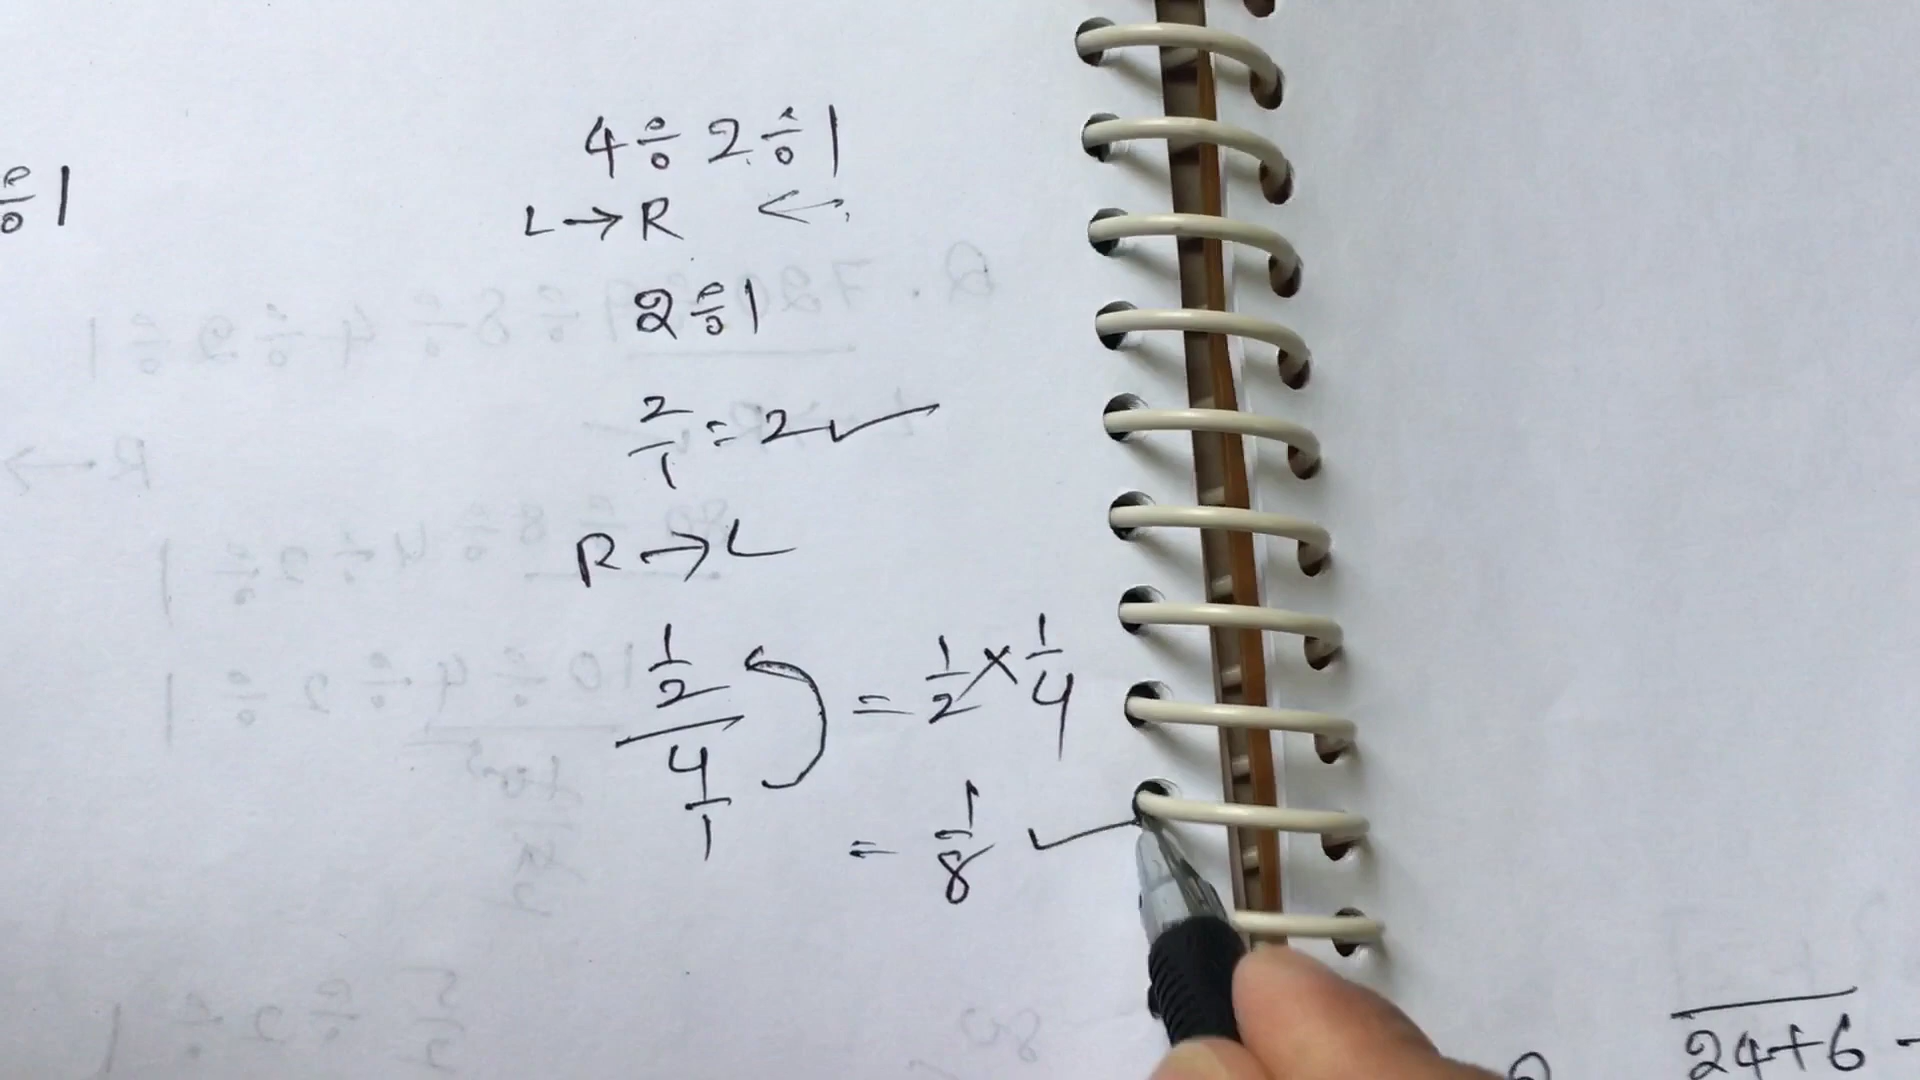 ÷1
4÷2÷1
L→R ←
2÷1
2/1 = 2 ✓
R→L
1/2 / 4/1 = 1/2 × 1/4
= 1/8 ✓
24+6 -